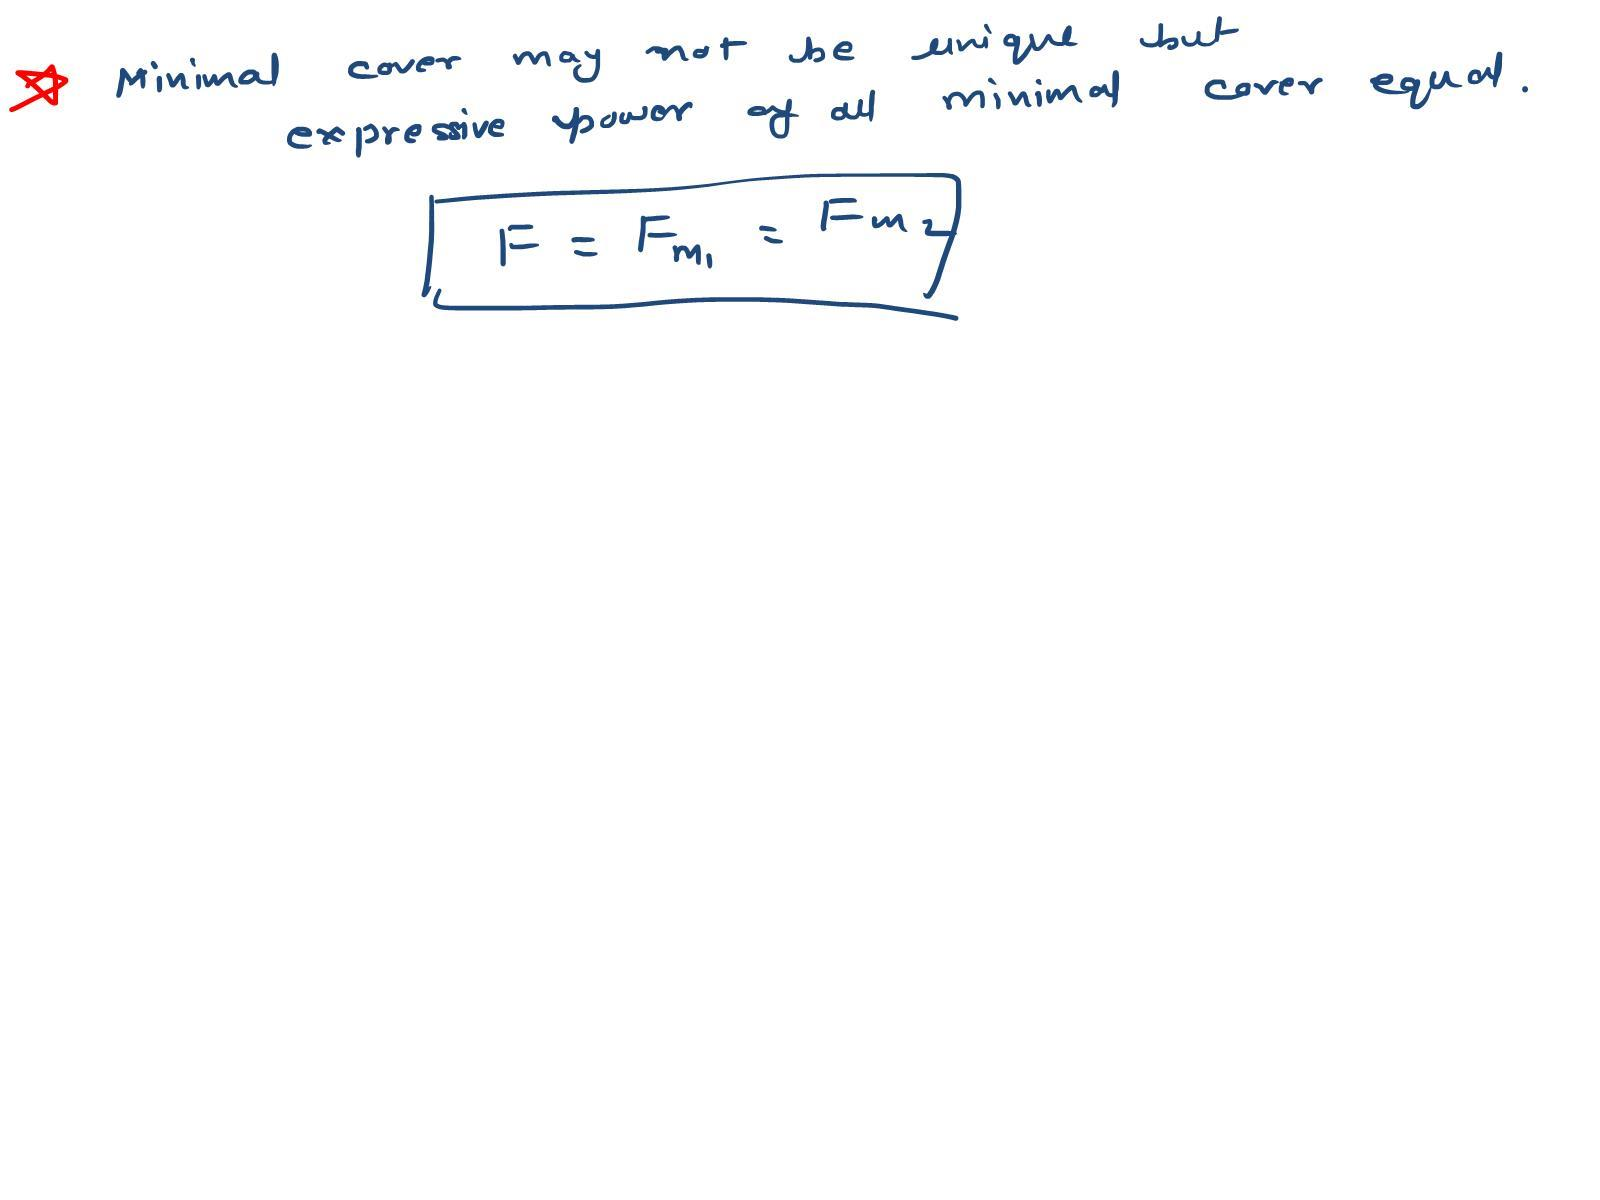 Minimal cover may not be unique but
expressive power of all minimal cover equal.
F = Fm1 = Fm2